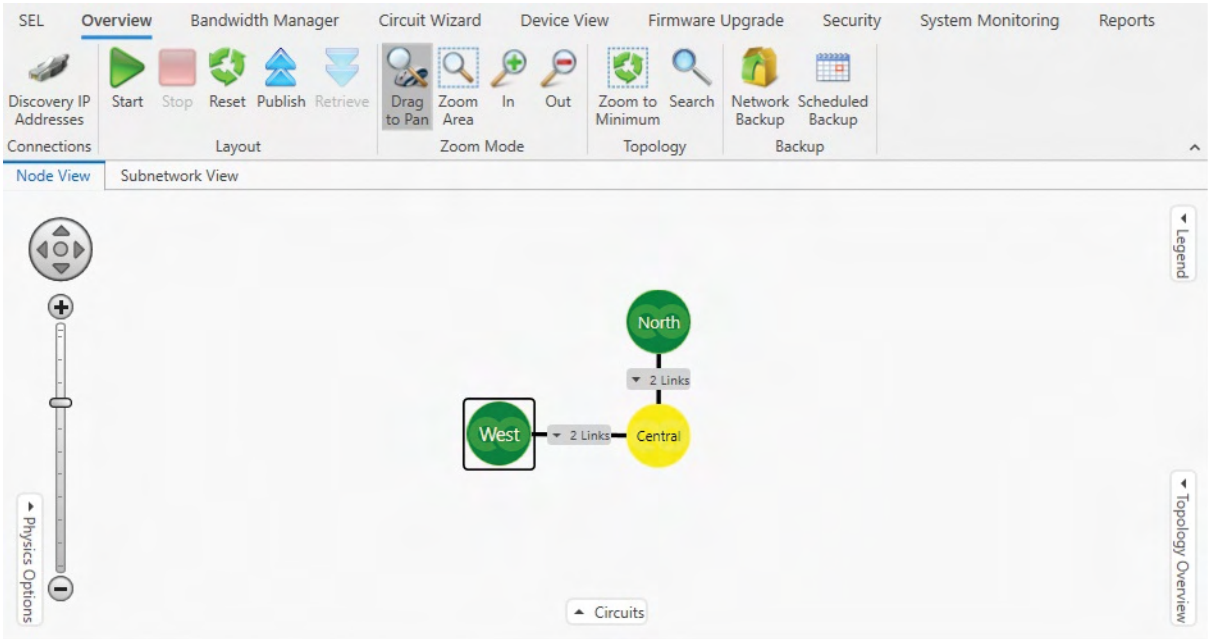 SEL Overview Bandwidth Manager Circuit Wizard Device View Firmware Upgrade Security System Monitoring Reports
Discovery IP Addresses
Start
Stop
Reset
Publish
Retrieve
Drag to Pan
Zoom Area
In
Out
Zoom to Minimum
Search
Network Backup
Scheduled Backup
Connections Layout Zoom Mode Topology Backup
Node View Subnetwork View
Legend
North
2 Links
West
2 Links
Central
Physics Options
Topology Overview
Circuits